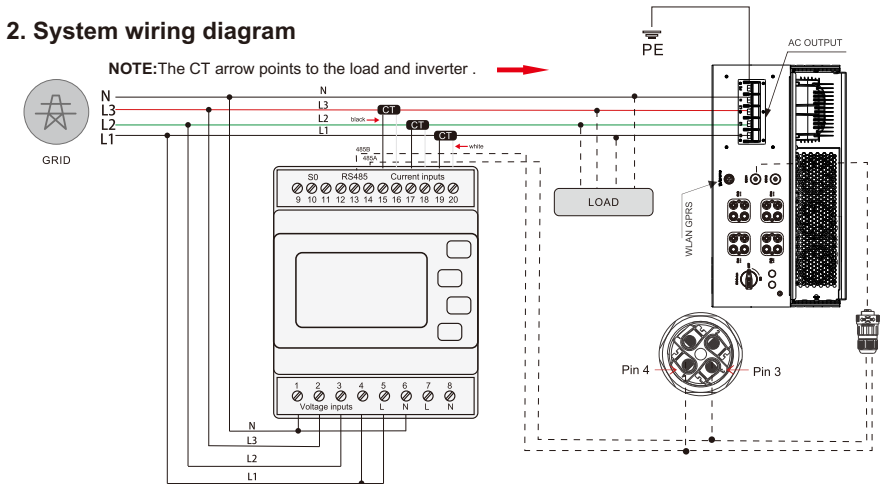 2. System wiring diagram
NOTE:The CT arrow points to the load and inverter .
PE
AC OUTPUT
GRID
N
L3
L2
L1
N
L3
L2
L1
CT
CT
CT
black
white
485B
485A
S0 RS485 Current inputs
9 10 11 12 13 14 15 16 17 18 19 20
LOAD
WLAN GPRS
1 2 3 4 5 6 7 8
Voltage inputs L N L N
N
L3
L2
L1
Pin 4
Pin 3